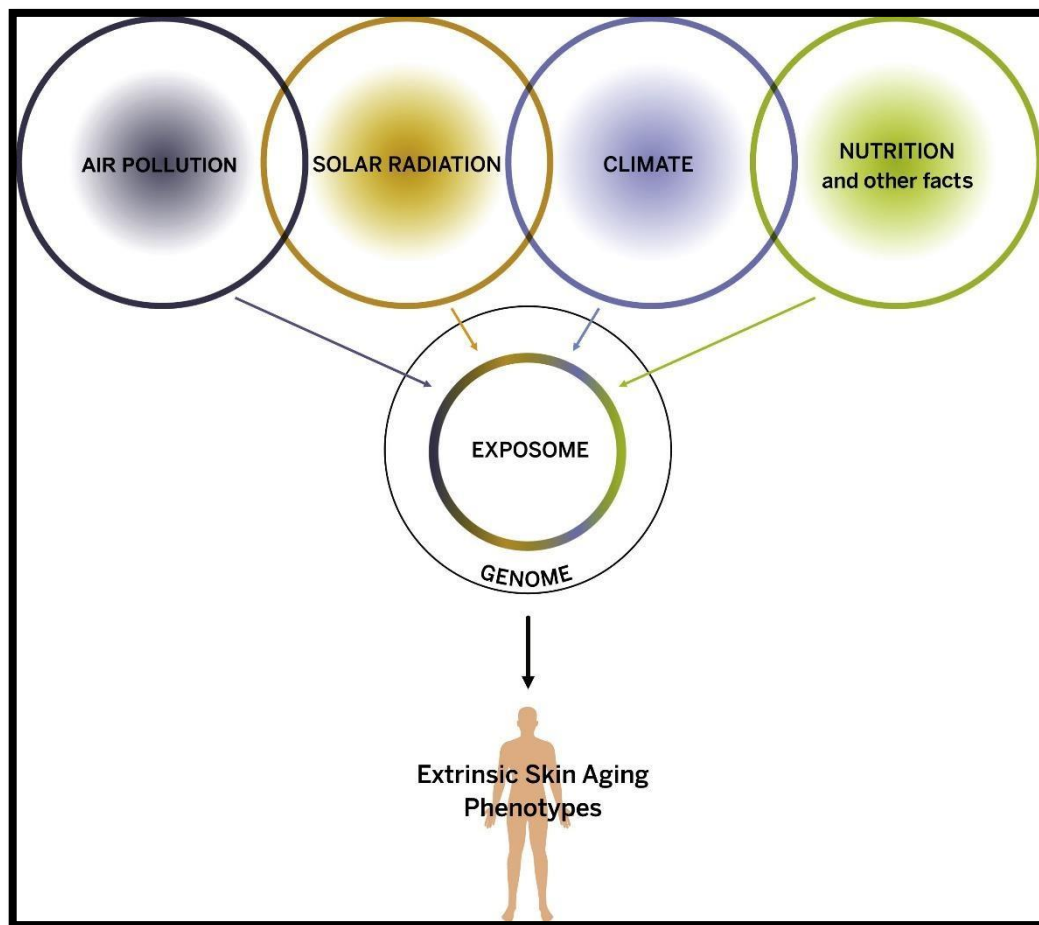 AIR POLLUTION
SOLAR RADIATION
CLIMATE
NUTRITION
and other facts
EXPOSOME
GENOME
Extrinsic Skin Aging
Phenotypes